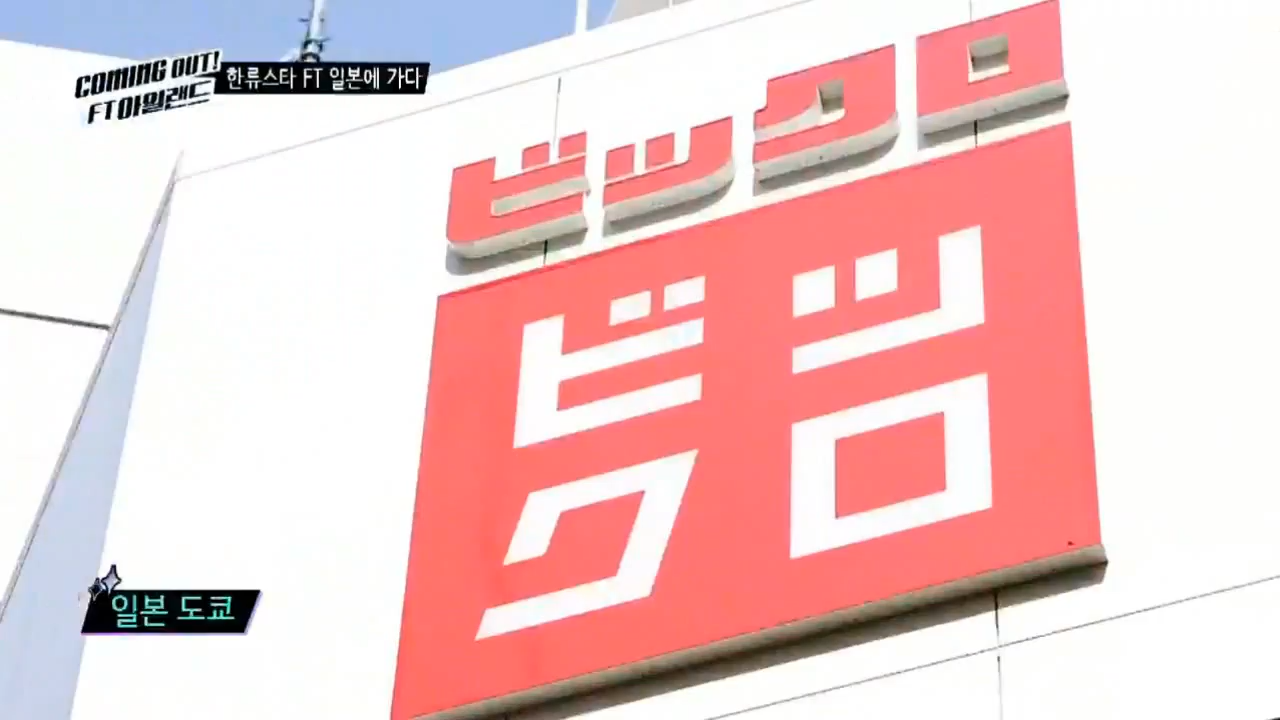 COMING OUT!
FT아일랜드
한류스타 FT 일본에 가다
ビックロ
ビッ
クロ
일본 도쿄